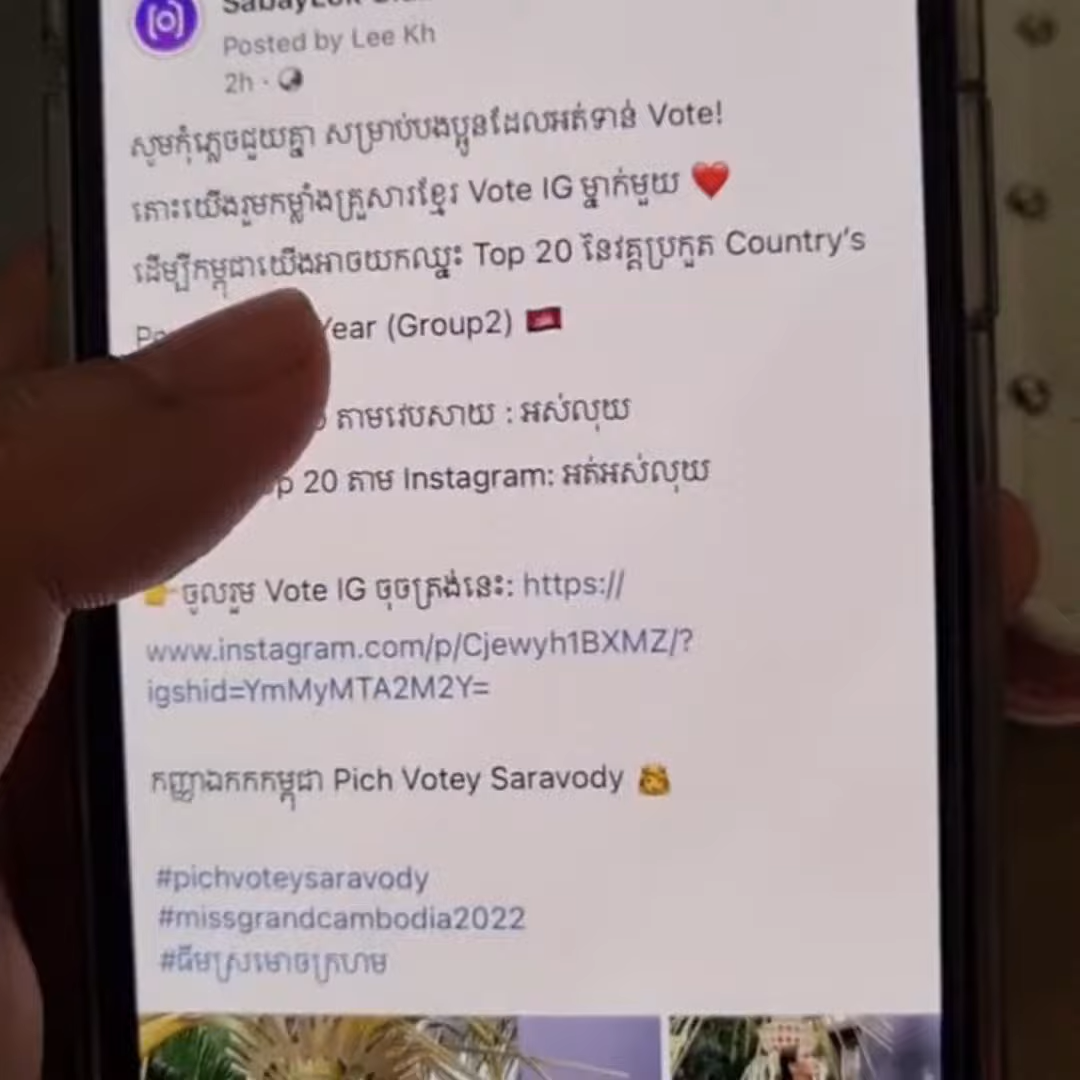 Posted by Lee Kh
2h ·
សូមកុំភ្លេចជួយគ្នា សម្រាប់បងប្អូនដែលអត់ទាន់ Vote!
តោះយើងរួមកម្លាំងគ្រួសារខ្មែរ Vote IG ម្នាក់មួយ ❤️
ដើម្បីកម្ពុជាយើងអាចយកឈ្នះ Top 20 នៃវគ្គប្រកួត Country's
Year (Group2) 🇰🇭
តាមវេបសាយ : អស់លុយ
20 តាម Instagram: អត់អស់លុយ
👉ចូលរួម Vote IG ចុចត្រង់នេះ: https://
www.instagram.com/p/Cjewyh1BXMZ/?
igshid=YmMyMTA2M2Y=
កញ្ញាឯកកម្ពុជា Pich Votey Saravody 👸
#pichvoteysaravody
#missgrandcambodia2022
#ធីមស្រមោចក្រហម